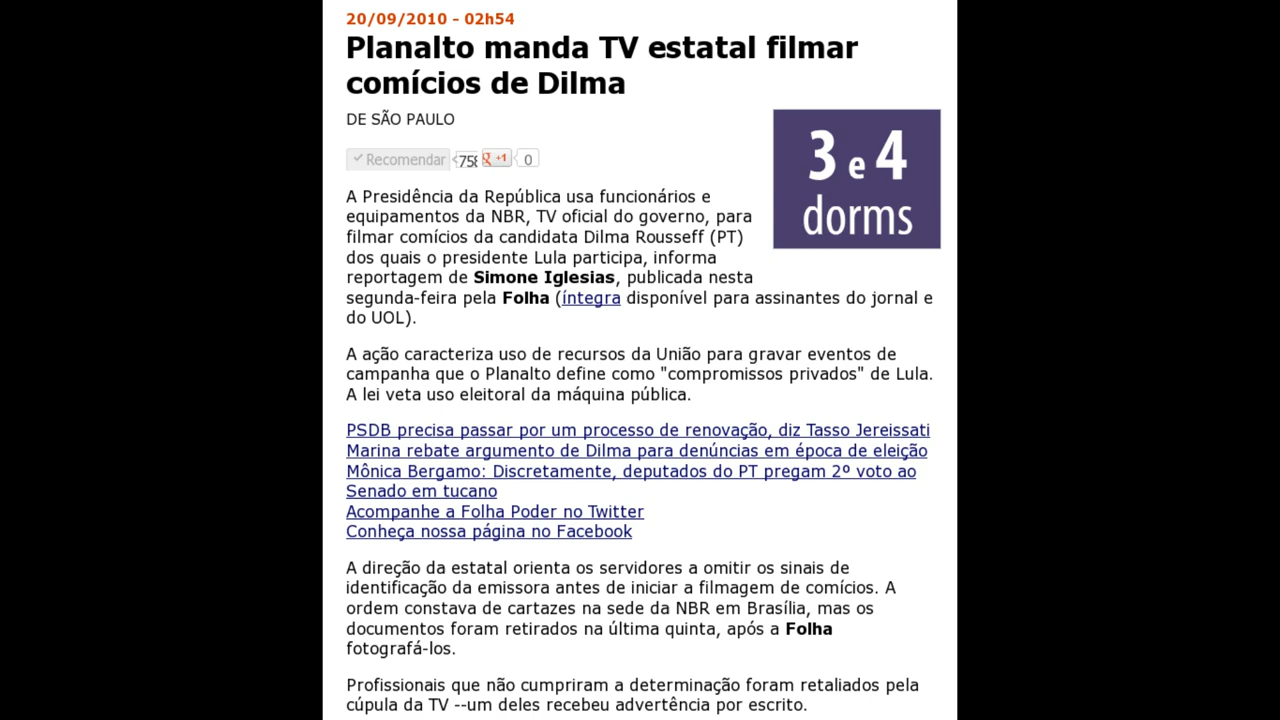 20/09/2010 - 02h54
Planalto manda TV estatal filmar
comícios de Dilma
DE SÃO PAULO
3 e 4
dorms
Recomendar
758
+1
0
A Presidência da República usa funcionários e
equipamentos da NBR, TV oficial do governo, para
filmar comícios da candidata Dilma Rousseff (PT)
dos quais o presidente Lula participa, informa
reportagem de Simone Iglesias, publicada nesta
segunda-feira pela Folha (íntegra disponível para assinantes do jornal e
do UOL).
A ação caracteriza uso de recursos da União para gravar eventos de
campanha que o Planalto define como "compromissos privados" de Lula.
A lei veta uso eleitoral da máquina pública.
PSDB precisa passar por um processo de renovação, diz Tasso Jereissati
Marina rebate argumento de Dilma para denúncias em época de eleição
Mônica Bergamo: Discretamente, deputados do PT pregam 2º voto ao
Senado em tucano
Acompanhe a Folha Poder no Twitter
Conheça nossa página no Facebook
A direção da estatal orienta os servidores a omitir os sinais de
identificação da emissora antes de iniciar a filmagem de comícios. A
ordem constava de cartazes na sede da NBR em Brasília, mas os
documentos foram retirados na última quinta, após a Folha
fotografá-los.
Profissionais que não cumpriram a determinação foram retaliados pela
cúpula da TV --um deles recebeu advertência por escrito.